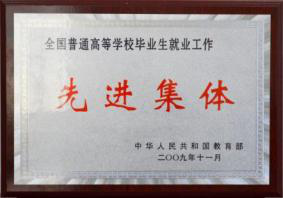 全国普通高等学校毕业生就业工作
先进集体
中华人民共和国教育部
二〇〇九年十一月